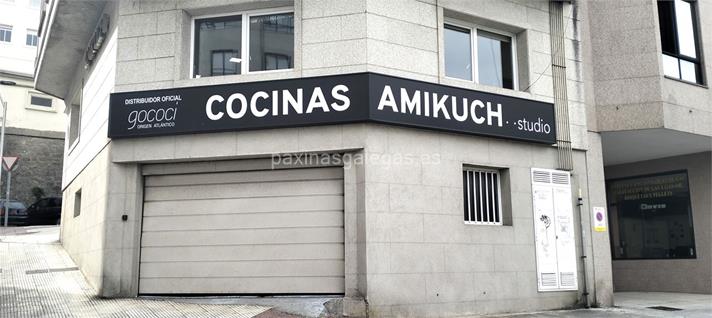 DISTRIBUIDOR OFICIAL
gococi
ORIGEN ATLÁNTICO
COCINAS AMIKUCH··studio
paxinasgalegas.es